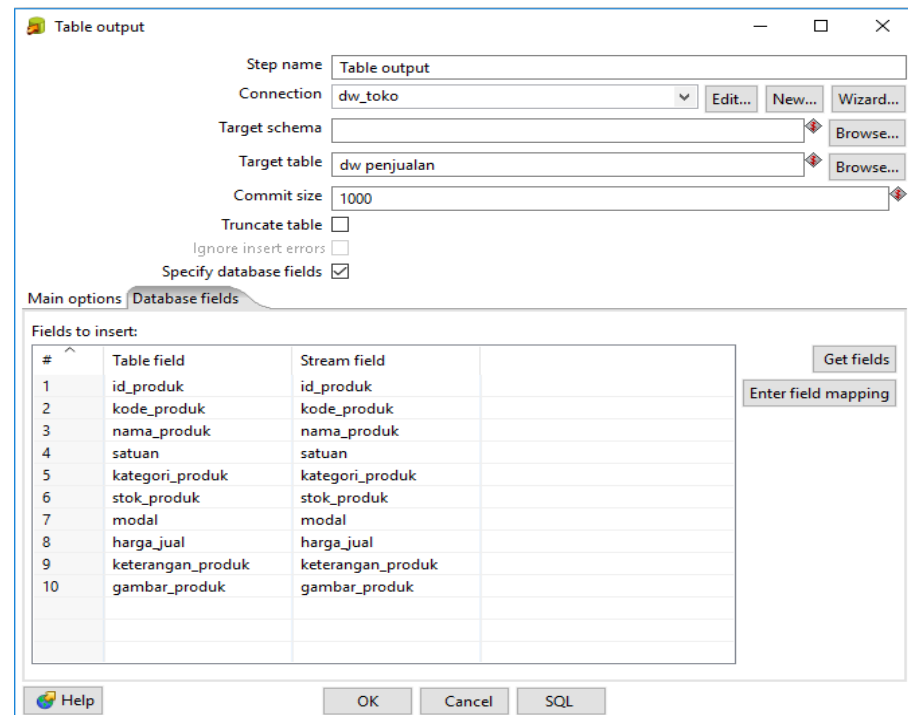 Table output
Step name Table output
Connection dw_toko Edit... New... Wizard...
Target schema Browse...
Target table dw penjualan Browse...
Commit size 1000
Truncate table
Ignore insert errors
Specify database fields
Main options Database fields
Fields to insert:
# Table field Stream field Get fields
1 id_produk id_produk
Enter field mapping
2 kode_produk kode_produk
3 nama_produk nama_produk
4 satuan satuan
5 kategori_produk kategori_produk
6 stok_produk stok_produk
7 modal modal
8 harga_jual harga_jual
9 keterangan_produk keterangan_produk
10 gambar_produk gambar_produk
Help OK Cancel SQL